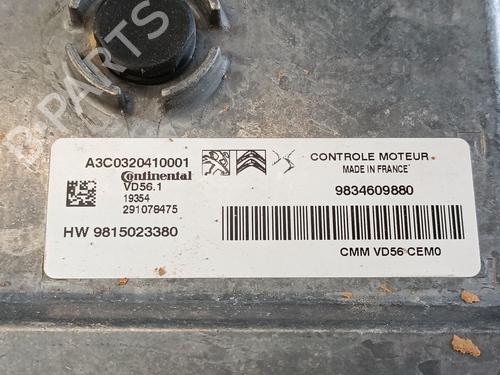 B-PARTS
A3C0320410001
Continental
VD56.1
19354
291078475
HW 9815023380
CONTROLE MOTEUR
MADE IN FRANCE
9834609880
CMM VD56 CEM0